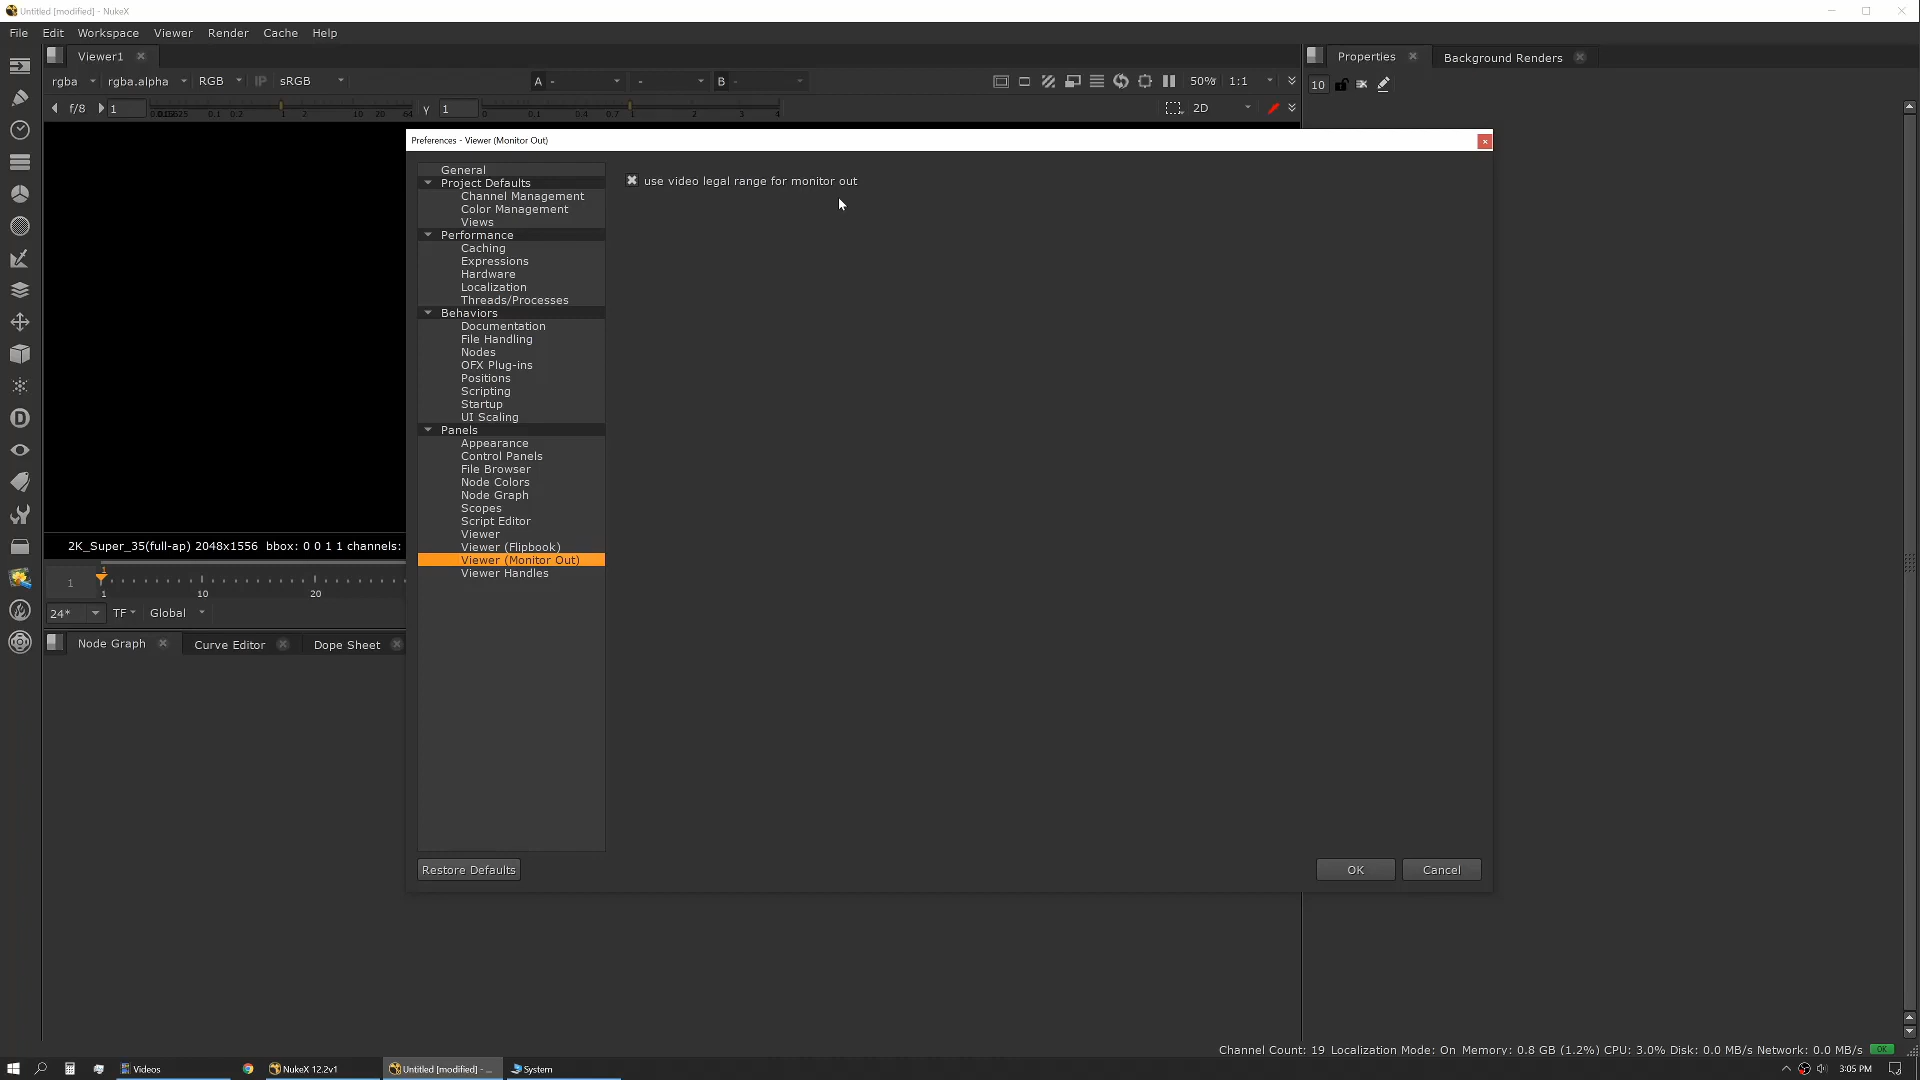 Untitled [modified] - NukeX
File Edit Workspace Viewer Render Cache Help
Viewer1
Properties
Background Renders
rgba rgba.alpha RGB IP sRGB A - - B - 50% 1:1
10
f/8 1 γ 1 2D
Preferences - Viewer (Monitor Out)
General
Project Defaults
Channel Management
Color Management
Views
Performance
Caching
Expressions
Hardware
Localization
Threads/Processes
Behaviors
Documentation
File Handling
Nodes
OFX Plug-ins
Positions
Scripting
Startup
UI Scaling
Panels
Appearance
Control Panels
File Browser
Node Colors
Node Graph
Scopes
Script Editor
Viewer
Viewer (Flipbook)
Viewer (Monitor Out)
Viewer Handles
use video legal range for monitor out
Restore Defaults
OK
Cancel
2K_Super_35(full-ap) 2048x1556 bbox: 0 0 1 1 channels:
1
1
1 10 20
24* TF Global
Node Graph Curve Editor Dope Sheet
Channel Count: 19 Localization Mode: On Memory: 0.8 GB (1.2%) CPU: 3.0% Disk: 0.0 MB/s Network: 0.0 MB/s OK
Videos
NukeX 12.2v1
Untitled [modified] - ...
System
3:05 PM